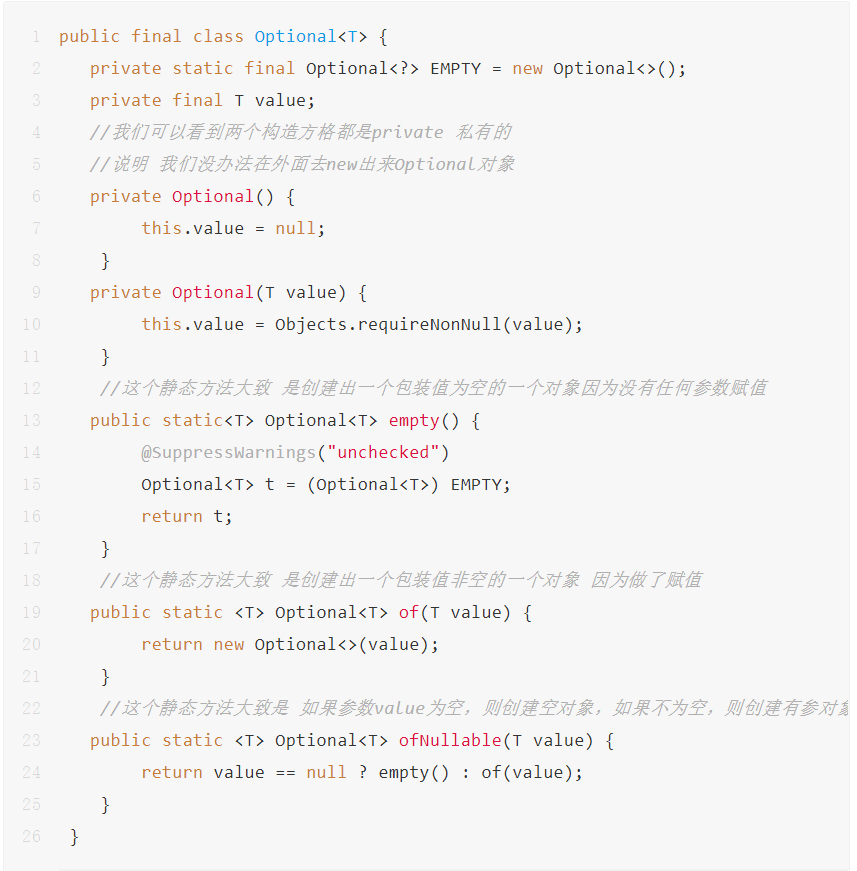 1 public final class Optional<T> {
2 private static final Optional<?> EMPTY = new Optional<>();
3 private final T value;
4 //我们可以看到两个构造方格都是private 私有的
5 //说明 我们没办法在外面去new出来Optional对象
6 private Optional() {
7 this.value = null;
8 }
9 private Optional(T value) {
10 this.value = Objects.requireNonNull(value);
11 }
12 //这个静态方法大致 是创建出一个包装值为空的一个对象因为没有任何参数赋值
13 public static<T> Optional<T> empty() {
14 @SuppressWarnings("unchecked")
15 Optional<T> t = (Optional<T>) EMPTY;
16 return t;
17 }
18 //这个静态方法大致 是创建出一个包装值非空的一个对象 因为做了赋值
19 public static <T> Optional<T> of(T value) {
20 return new Optional<>(value);
21 }
22 //这个静态方法大致是 如果参数value为空，则创建空对象，如果不为空，则创建有参对象
23 public static <T> Optional<T> ofNullable(T value) {
24 return value == null ? empty() : of(value);
25 }
26 }